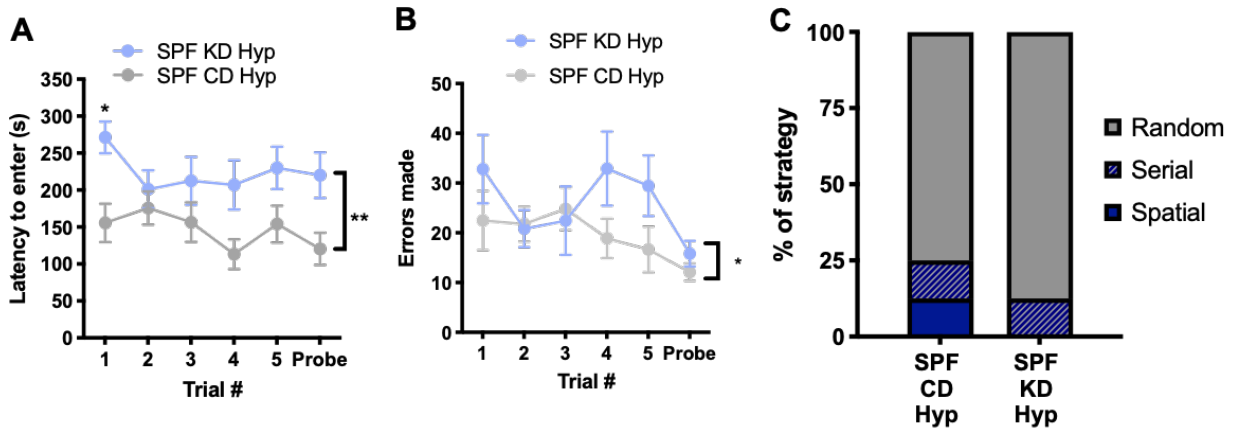 A
SPF KD Hyp
SPF CD Hyp
Latency to enter (s)
350
300
250
200
150
100
50
0
*
**
1 2 3 4 5 Probe
Trial #
B
SPF KD Hyp
SPF CD Hyp
Errors made
50
40
30
20
10
0
*
1 2 3 4 5 Probe
Trial #
C
% of strategy
100
75
50
25
0
Random
Serial
Spatial
SPF
CD
Hyp
SPF
KD
Hyp